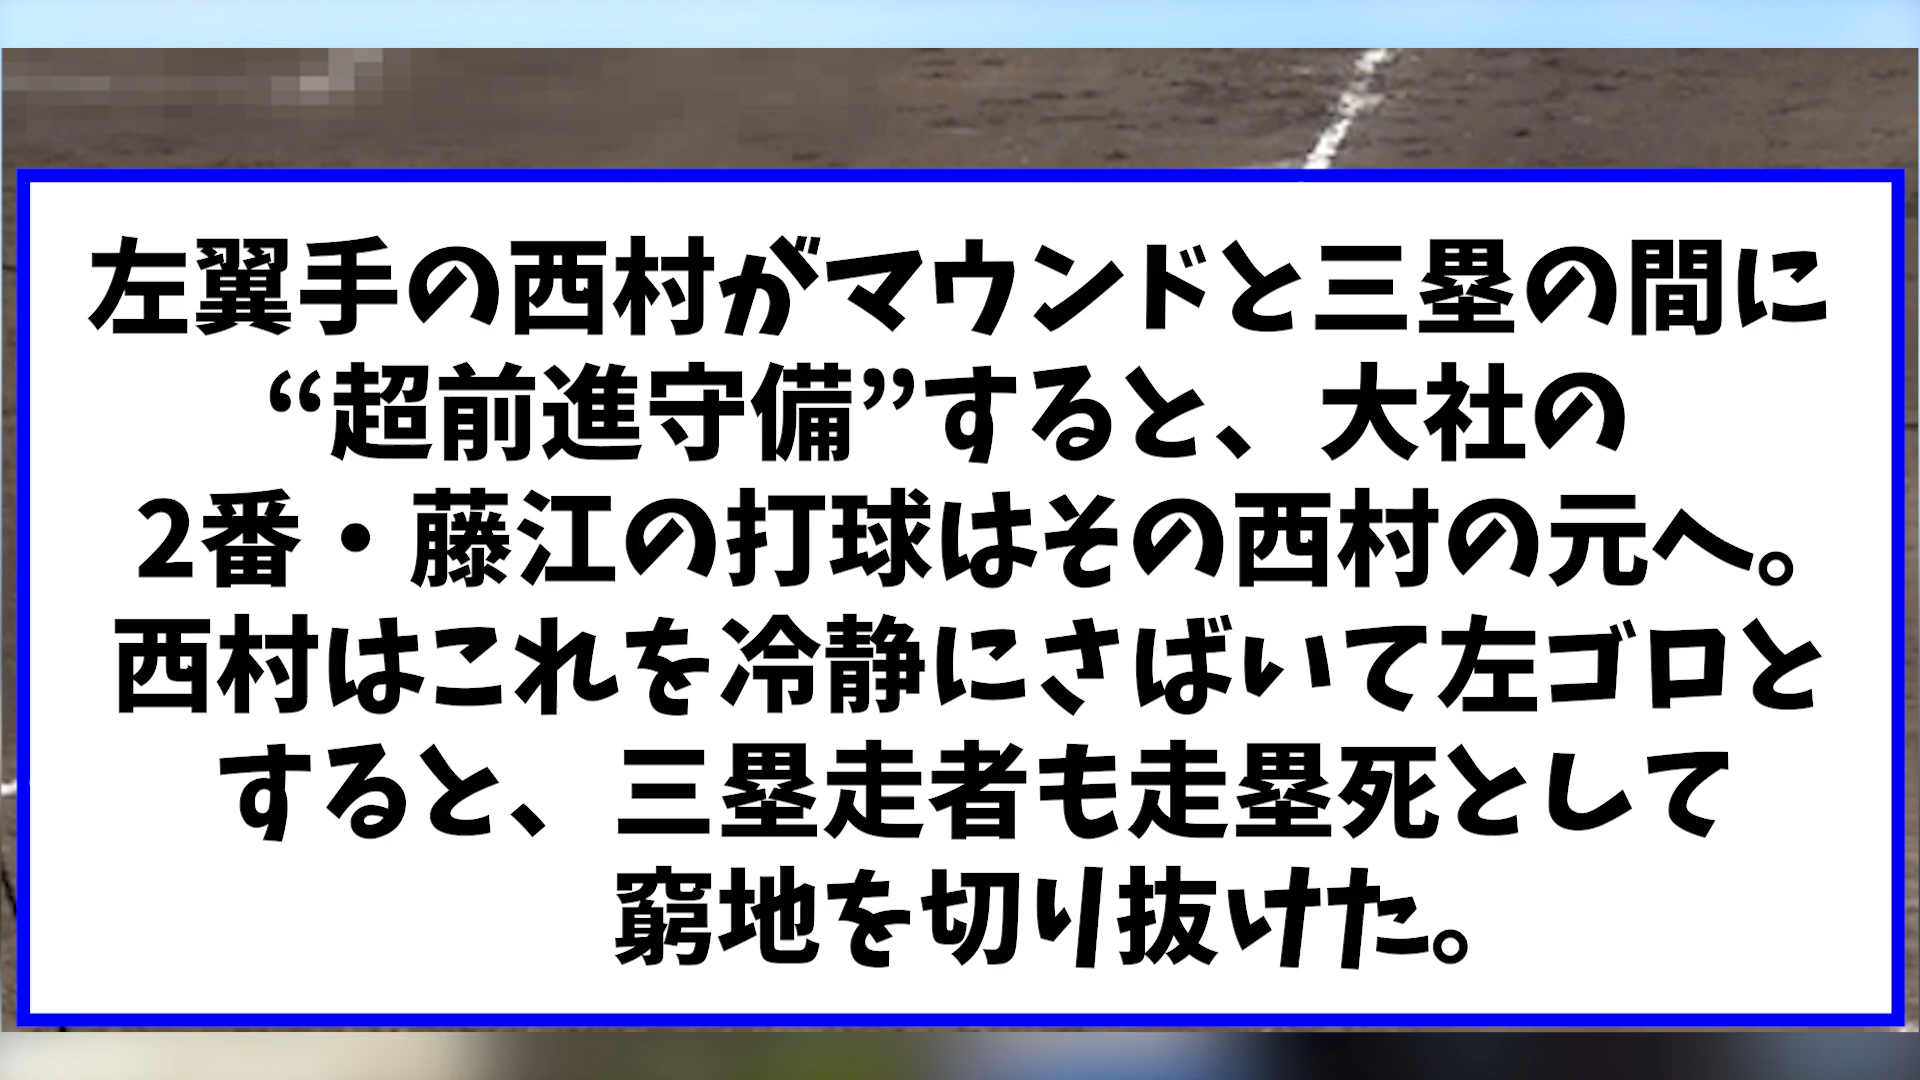 左翼手の西村がマウンドと三塁の間に
“超前進守備”すると、大社の
2番・藤江の打球はその西村の元へ。
西村はこれを冷静にさばいて左ゴロと
すると、三塁走者も走塁死として
窮地を切り抜けた。